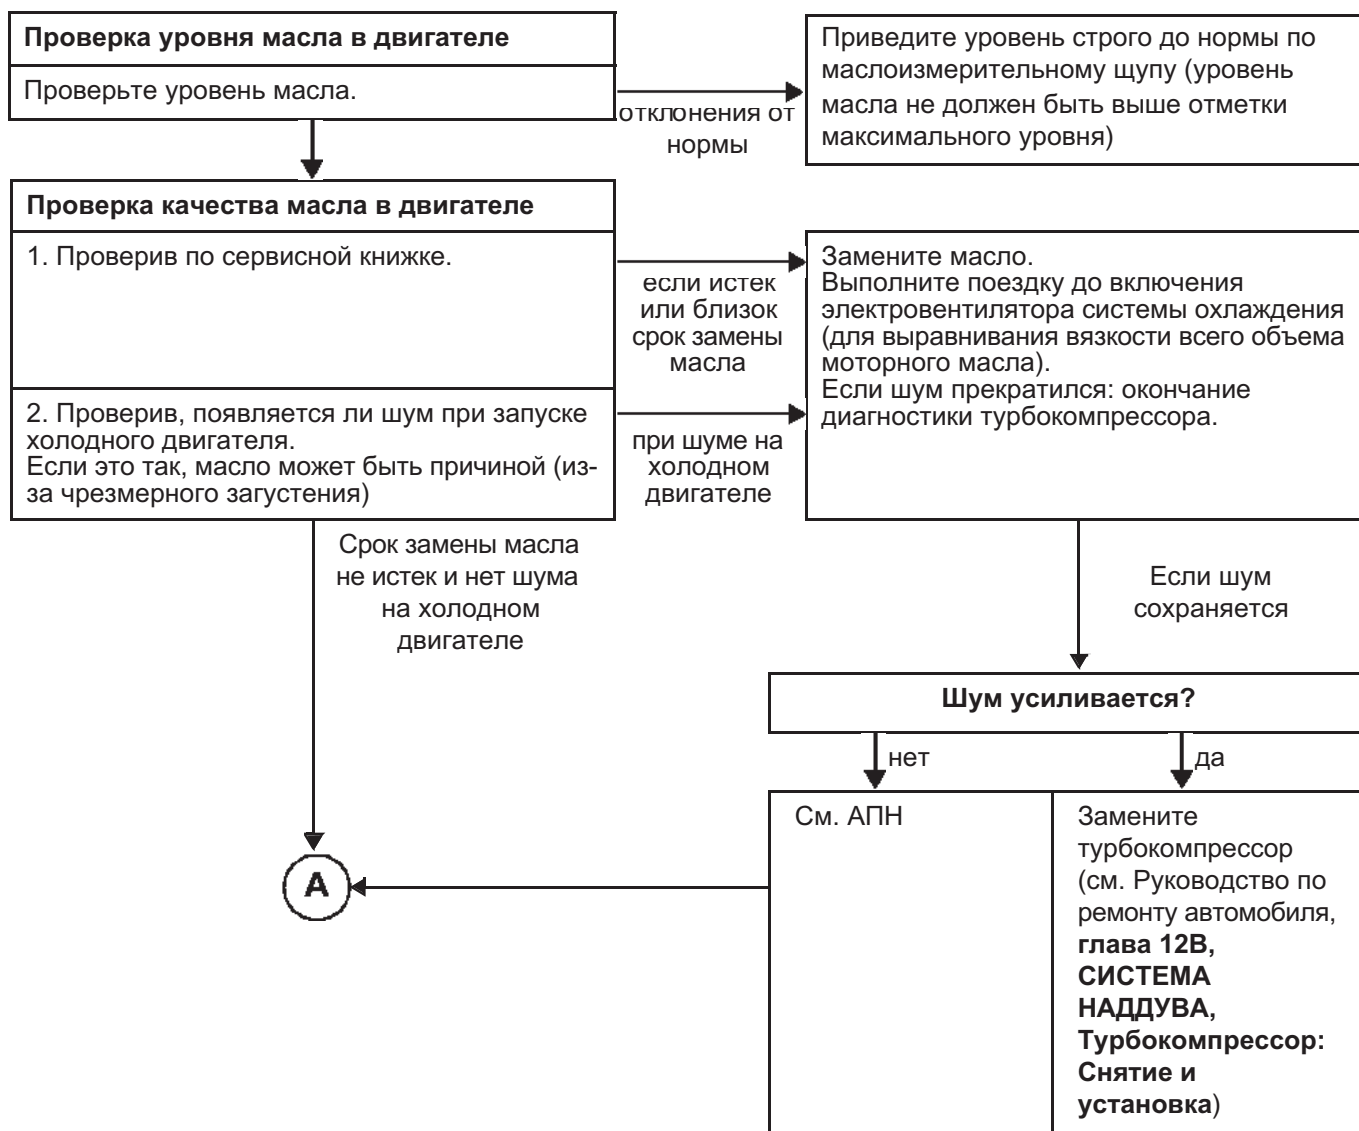 Проверка уровня масла в двигателе
Проверьте уровень масла.
отклонения от
нормы
Приведите уровень строго до нормы по
маслоизмерительному щупу (уровень
масла не должен быть выше отметки
максимального уровня)
Проверка качества масла в двигателе
1. Проверив по сервисной книжке.
если истек
или близок
срок замены
масла
Замените масло.
Выполните поездку до включения
электровентилятора системы охлаждения
(для выравнивания вязкости всего объема
моторного масла).
Если шум прекратился: окончание
диагностики турбокомпрессора.
2. Проверив, появляется ли шум при запуске
холодного двигателя.
Если это так, масло может быть причиной (из-
за чрезмерного загустения)
при шуме на
холодном
двигателе
Срок замены масла
не истек и нет шума
на холодном
двигателе
Если шум
сохраняется
Шум усиливается?
нет
да
См. АПН
Замените
турбокомпрессор
(см. Руководство по
ремонту автомобиля,
глава 12B,
СИСТЕМА
НАДДУВА,
Турбокомпрессор:
Снятие и
установка)
A